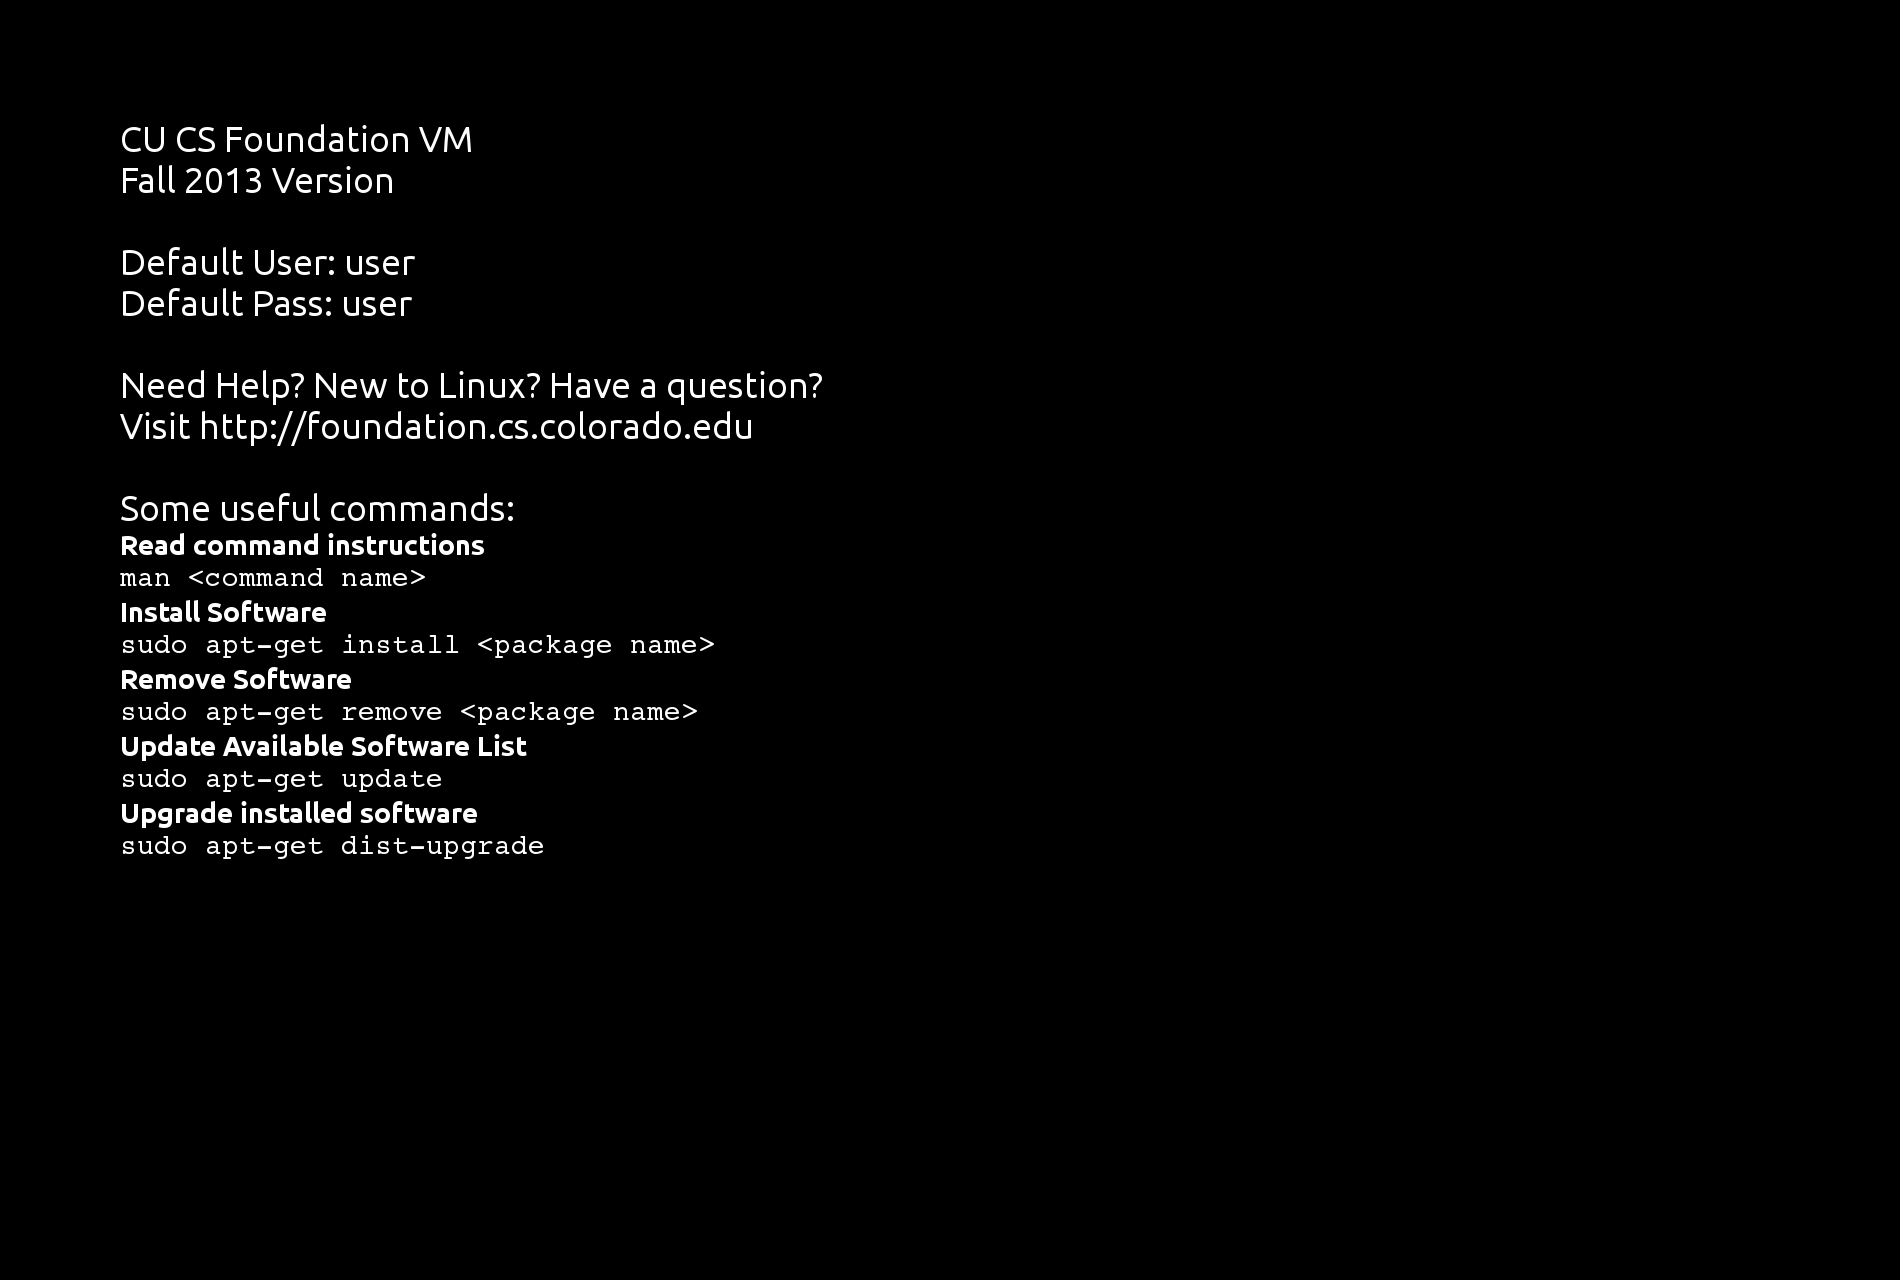 CU CS Foundation VM
Fall 2013 Version
Default User: user
Default Pass: user
Need Help? New to Linux? Have a question?
Visit http://foundation.cs.colorado.edu
Some useful commands:
Read command instructions
man <command name>
Install Software
sudo apt-get install <package name>
Remove Software
sudo apt-get remove <package name>
Update Available Software List
sudo apt-get update
Upgrade installed software
sudo apt-get dist-upgrade